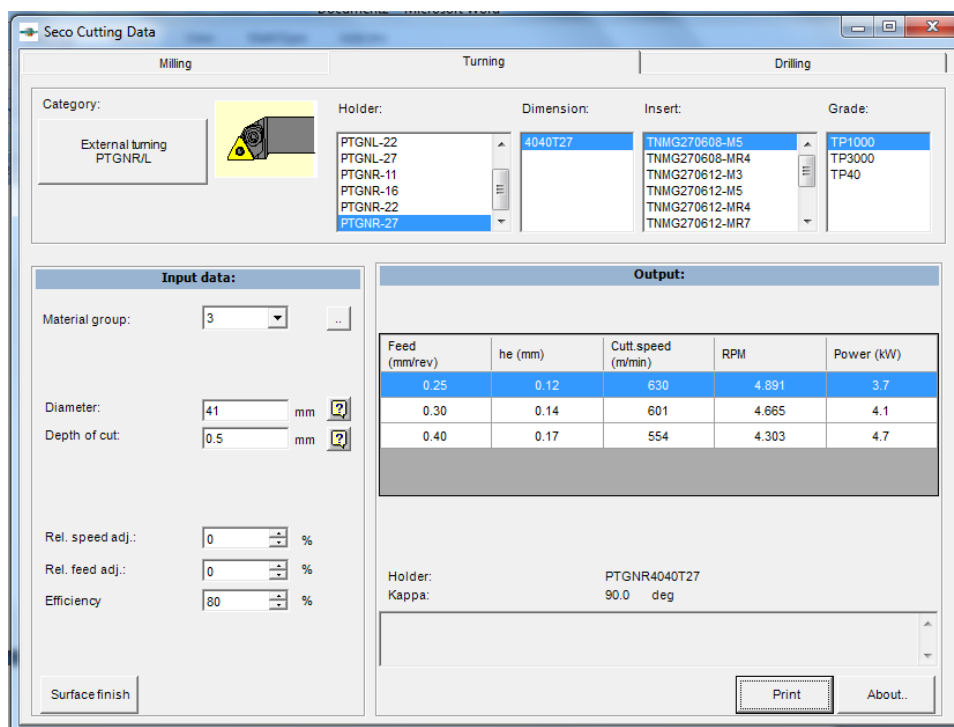 Document2 - Microsoft Word
Seco Cutting Data
Milling
Turning
Drilling
Category:
External turning
PTGNR/L
Holder:
PTGNL-22
PTGNL-27
PTGNR-11
PTGNR-16
PTGNR-22
PTGNR-27
Dimension:
4040T27
Insert:
TNMG270608-M5
TNMG270608-MR4
TNMG270612-M3
TNMG270612-M5
TNMG270612-MR4
TNMG270612-MR7
Grade:
TP1000
TP3000
TP40
Input data:
Material group: 3 ..
Diameter: 41 mm ?
Depth of cut: 0.5 mm ?
Rel. speed adj.: 0 %
Rel. feed adj.: 0 %
Efficiency 80 %
Surface finish
Output:
Feed (mm/rev) he (mm) Cutt.speed (m/min) RPM Power (kW)
0.25 0.12 630 4.891 3.7
0.30 0.14 601 4.665 4.1
0.40 0.17 554 4.303 4.7
Holder: PTGNR4040T27
Kappa: 90.0 deg
Print
About..